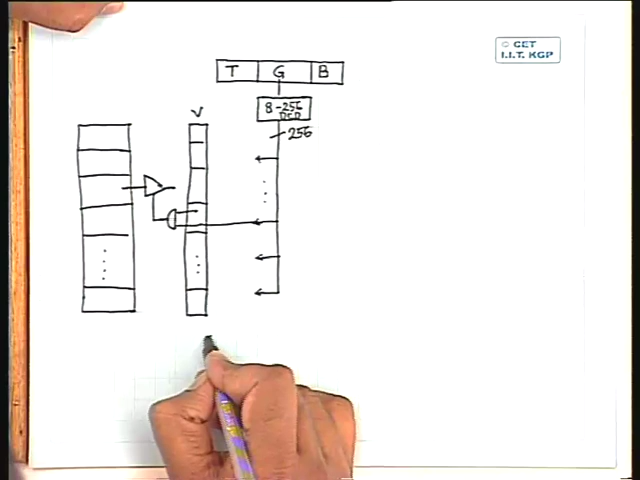 © CET
I.I.T. KGP
T G B
8-256
DCD
V
256